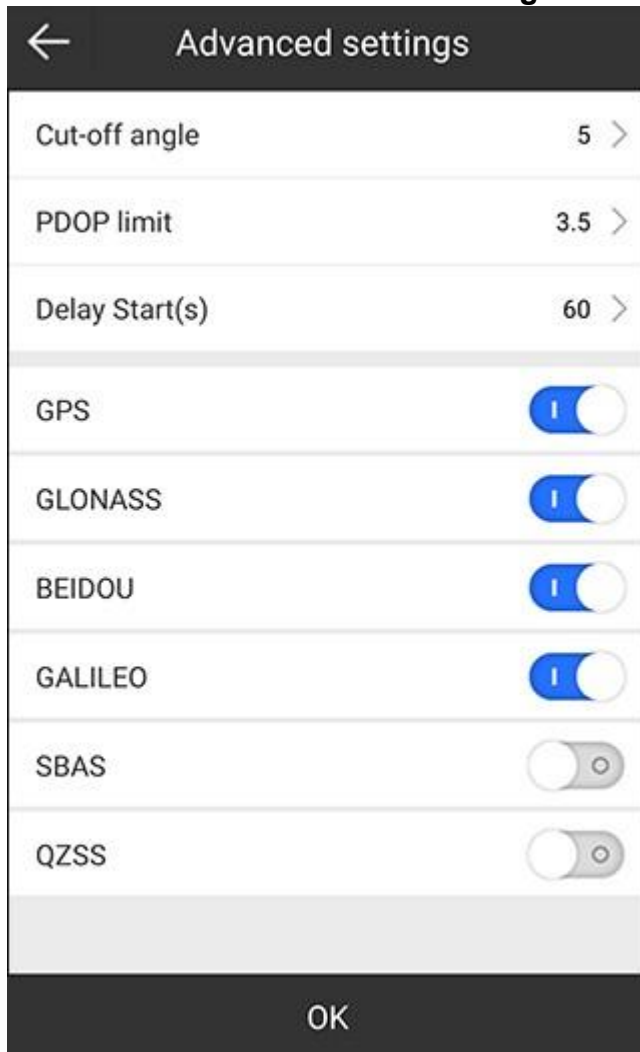 Advanced settings
Cut-off angle 5
PDOP limit 3.5
Delay Start(s) 60
GPS
GLONASS
BEIDOU
GALILEO
SBAS
QZSS
OK